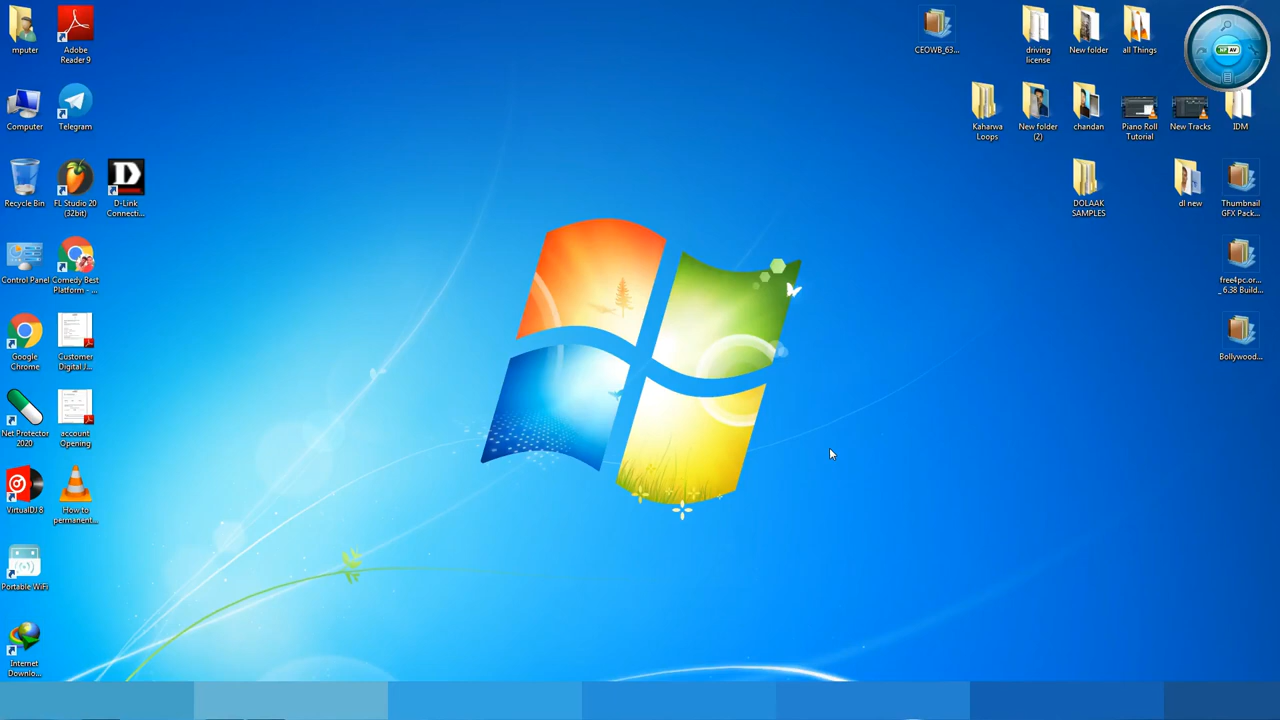 mputer
Adobe
Reader 9
Computer
Telegram
Recycle Bin
FL Studio 20
(32bit)
D-Link
Connecti...
Control Panel
Comedy Best
Platform - ...
Google
Chrome
Customer
Digital J...
Net Protector
2020
account
Opening
VirtualDJ 8
How to
permanent...
Portable WiFi
Internet
Downlo...
CEOWB_63...
driving
license
New folder
all Things
NP AV
Kaharwa
Loops
New folder
(2)
chandan
Piano Roll
Tutorial
New Tracks
IDM
DOLAAK
SAMPLES
dl new
Thumbnail
GFX Pack...
free4pc.or...
_ 6.38 Build...
Bollywood...